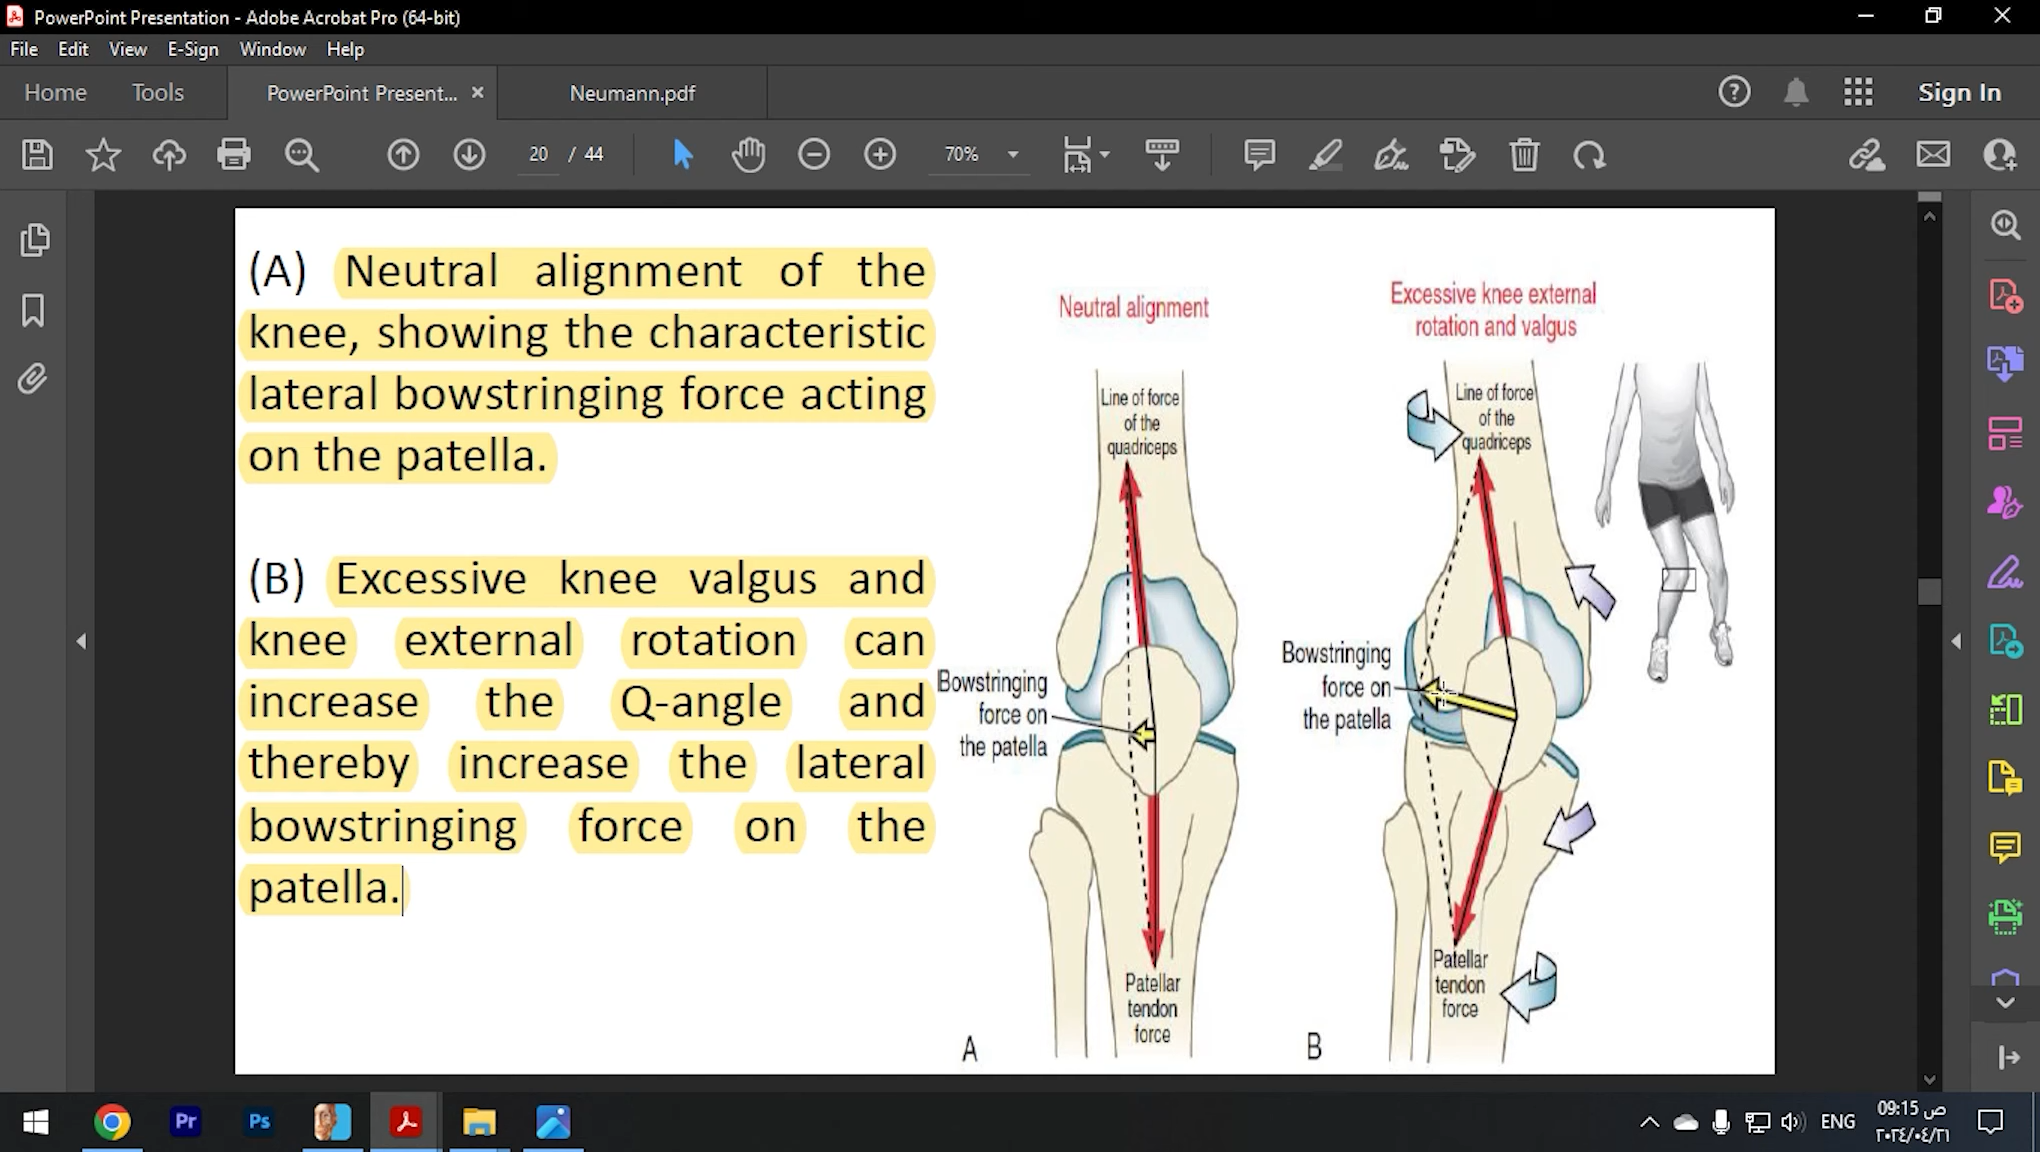 PowerPoint Presentation - Adobe Acrobat Pro (64-bit)
File Edit View E-Sign Window Help
Home Tools PowerPoint Present... Neumann.pdf Sign In
20 / 44 70%
(A) Neutral alignment of the
knee, showing the characteristic
lateral bowstringing force acting
on the patella.
(B) Excessive knee valgus and
knee external rotation can
increase the Q-angle and
thereby increase the lateral
bowstringing force on the
patella.
Neutral alignment
Line of force
of the
quadriceps
Bowstringing
force on
the patella
Patellar
tendon
force
A
Excessive knee external
rotation and valgus
Line of force
of the
quadriceps
Bowstringing
force on
the patella
Patellar
tendon
force
B
Pr Ps ENG
09:15 ص
٢٠٢٤/٠٤/٢١